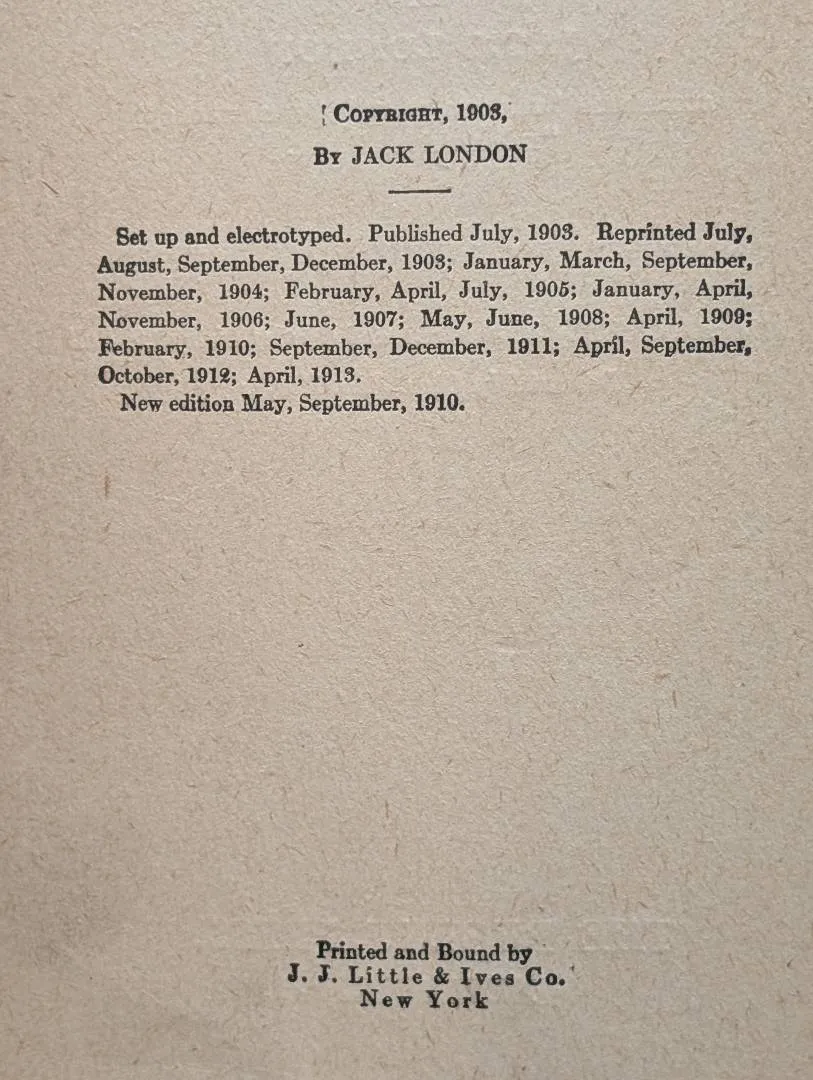 COPYRIGHT, 1903,
BY JACK LONDON
Set up and electrotyped. Published July, 1903. Reprinted July,
August, September, December, 1903; January, March, September,
November, 1904; February, April, July, 1905; January, April,
November, 1906; June, 1907; May, June, 1908; April, 1909;
February, 1910; September, December, 1911; April, September,
October, 1912; April, 1913.
New edition May, September, 1910.
Printed and Bound by
J. J. Little & Ives Co.
New York